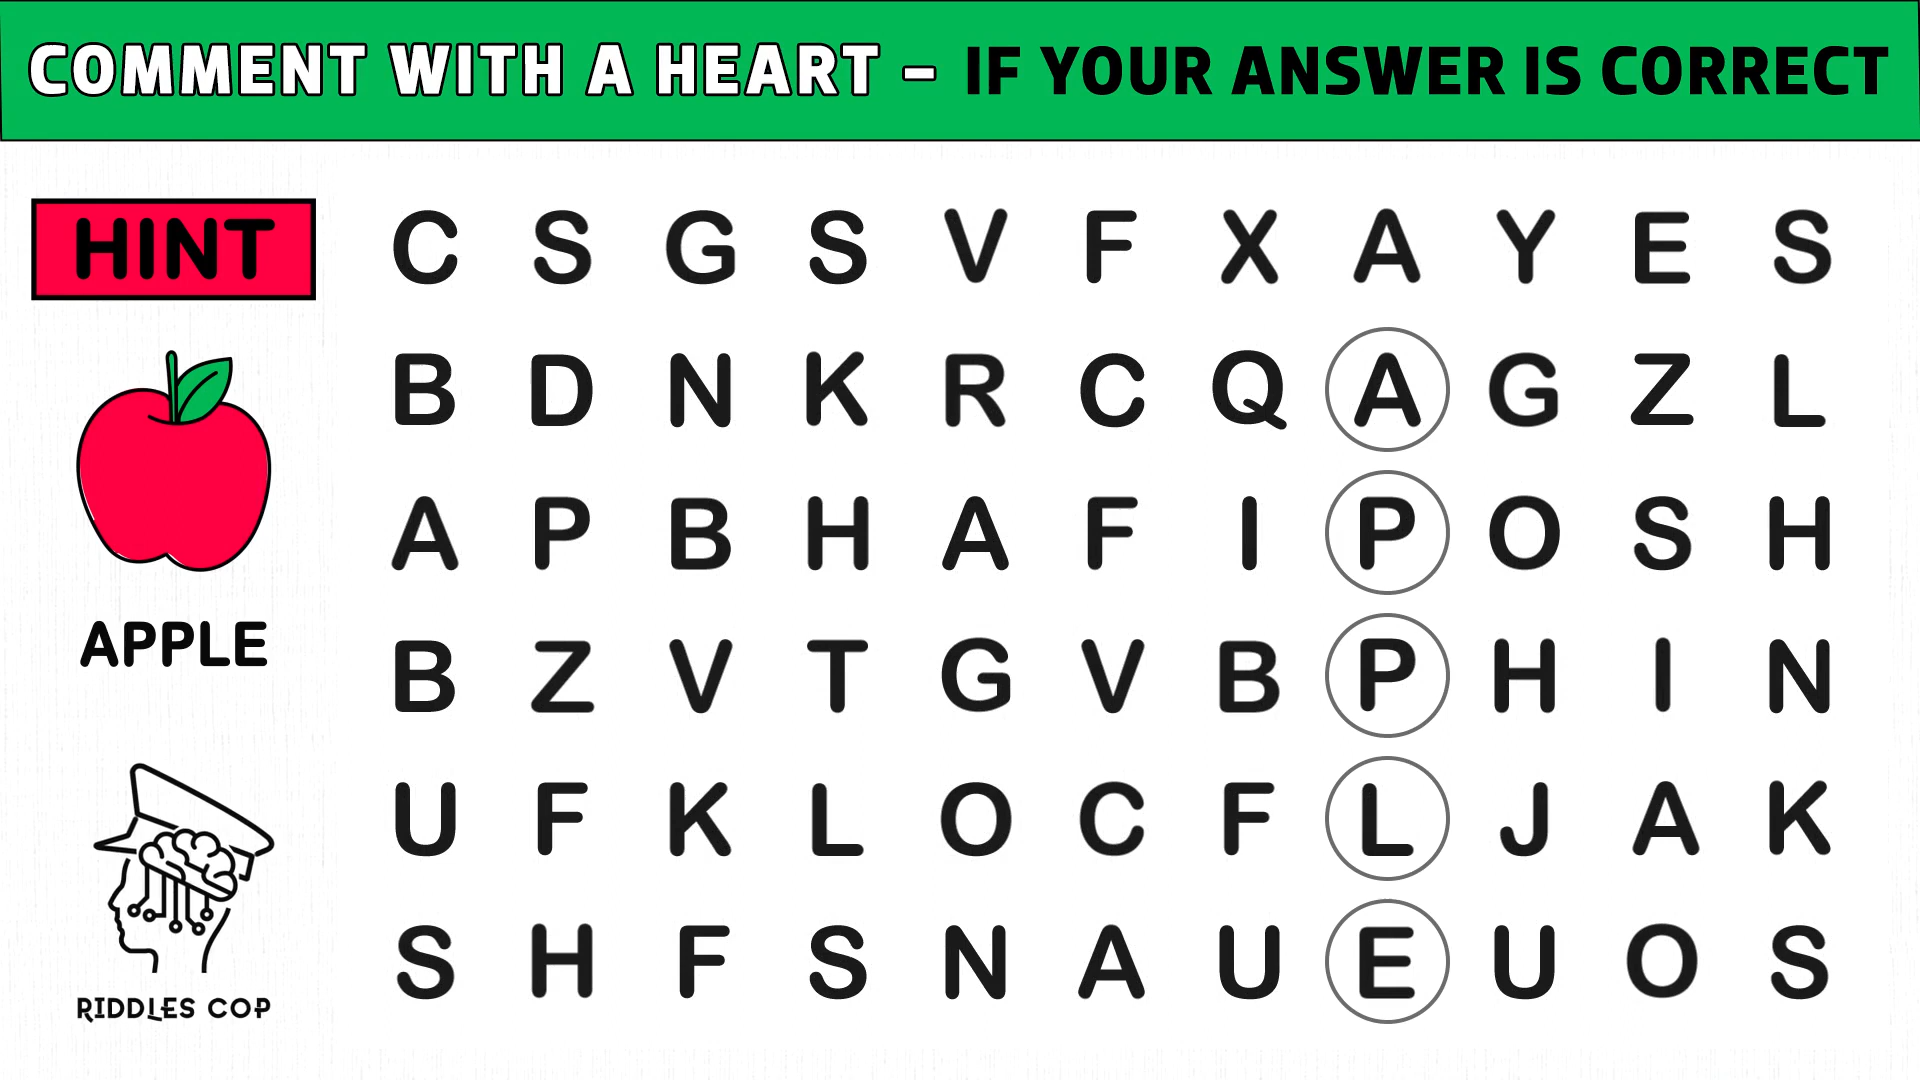 COMMENT WITH A HEART – IF YOUR ANSWER IS CORRECT
HINT
APPLE
RIDDLES COP
C S G S V F X A Y E S
B D N K R C Q A G Z L
A P B H A F I P O S H
B Z V T G V B P H I N
U F K L O C F L J A K
S H F S N A U E U O S